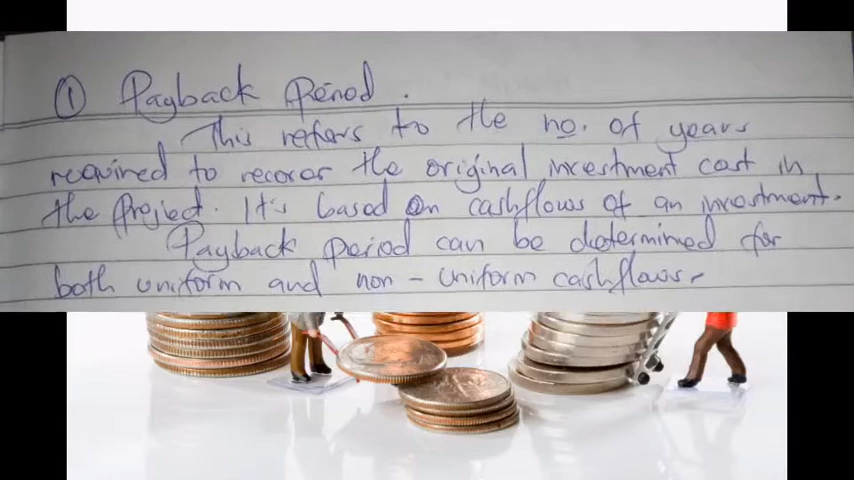 ① Payback Period.
This refers to the no. of years
required to recover the original investment cost in
the Project. It's based on cashflows of an investment.
Payback period can be determined for
both uniform and non - uniform cashflows.